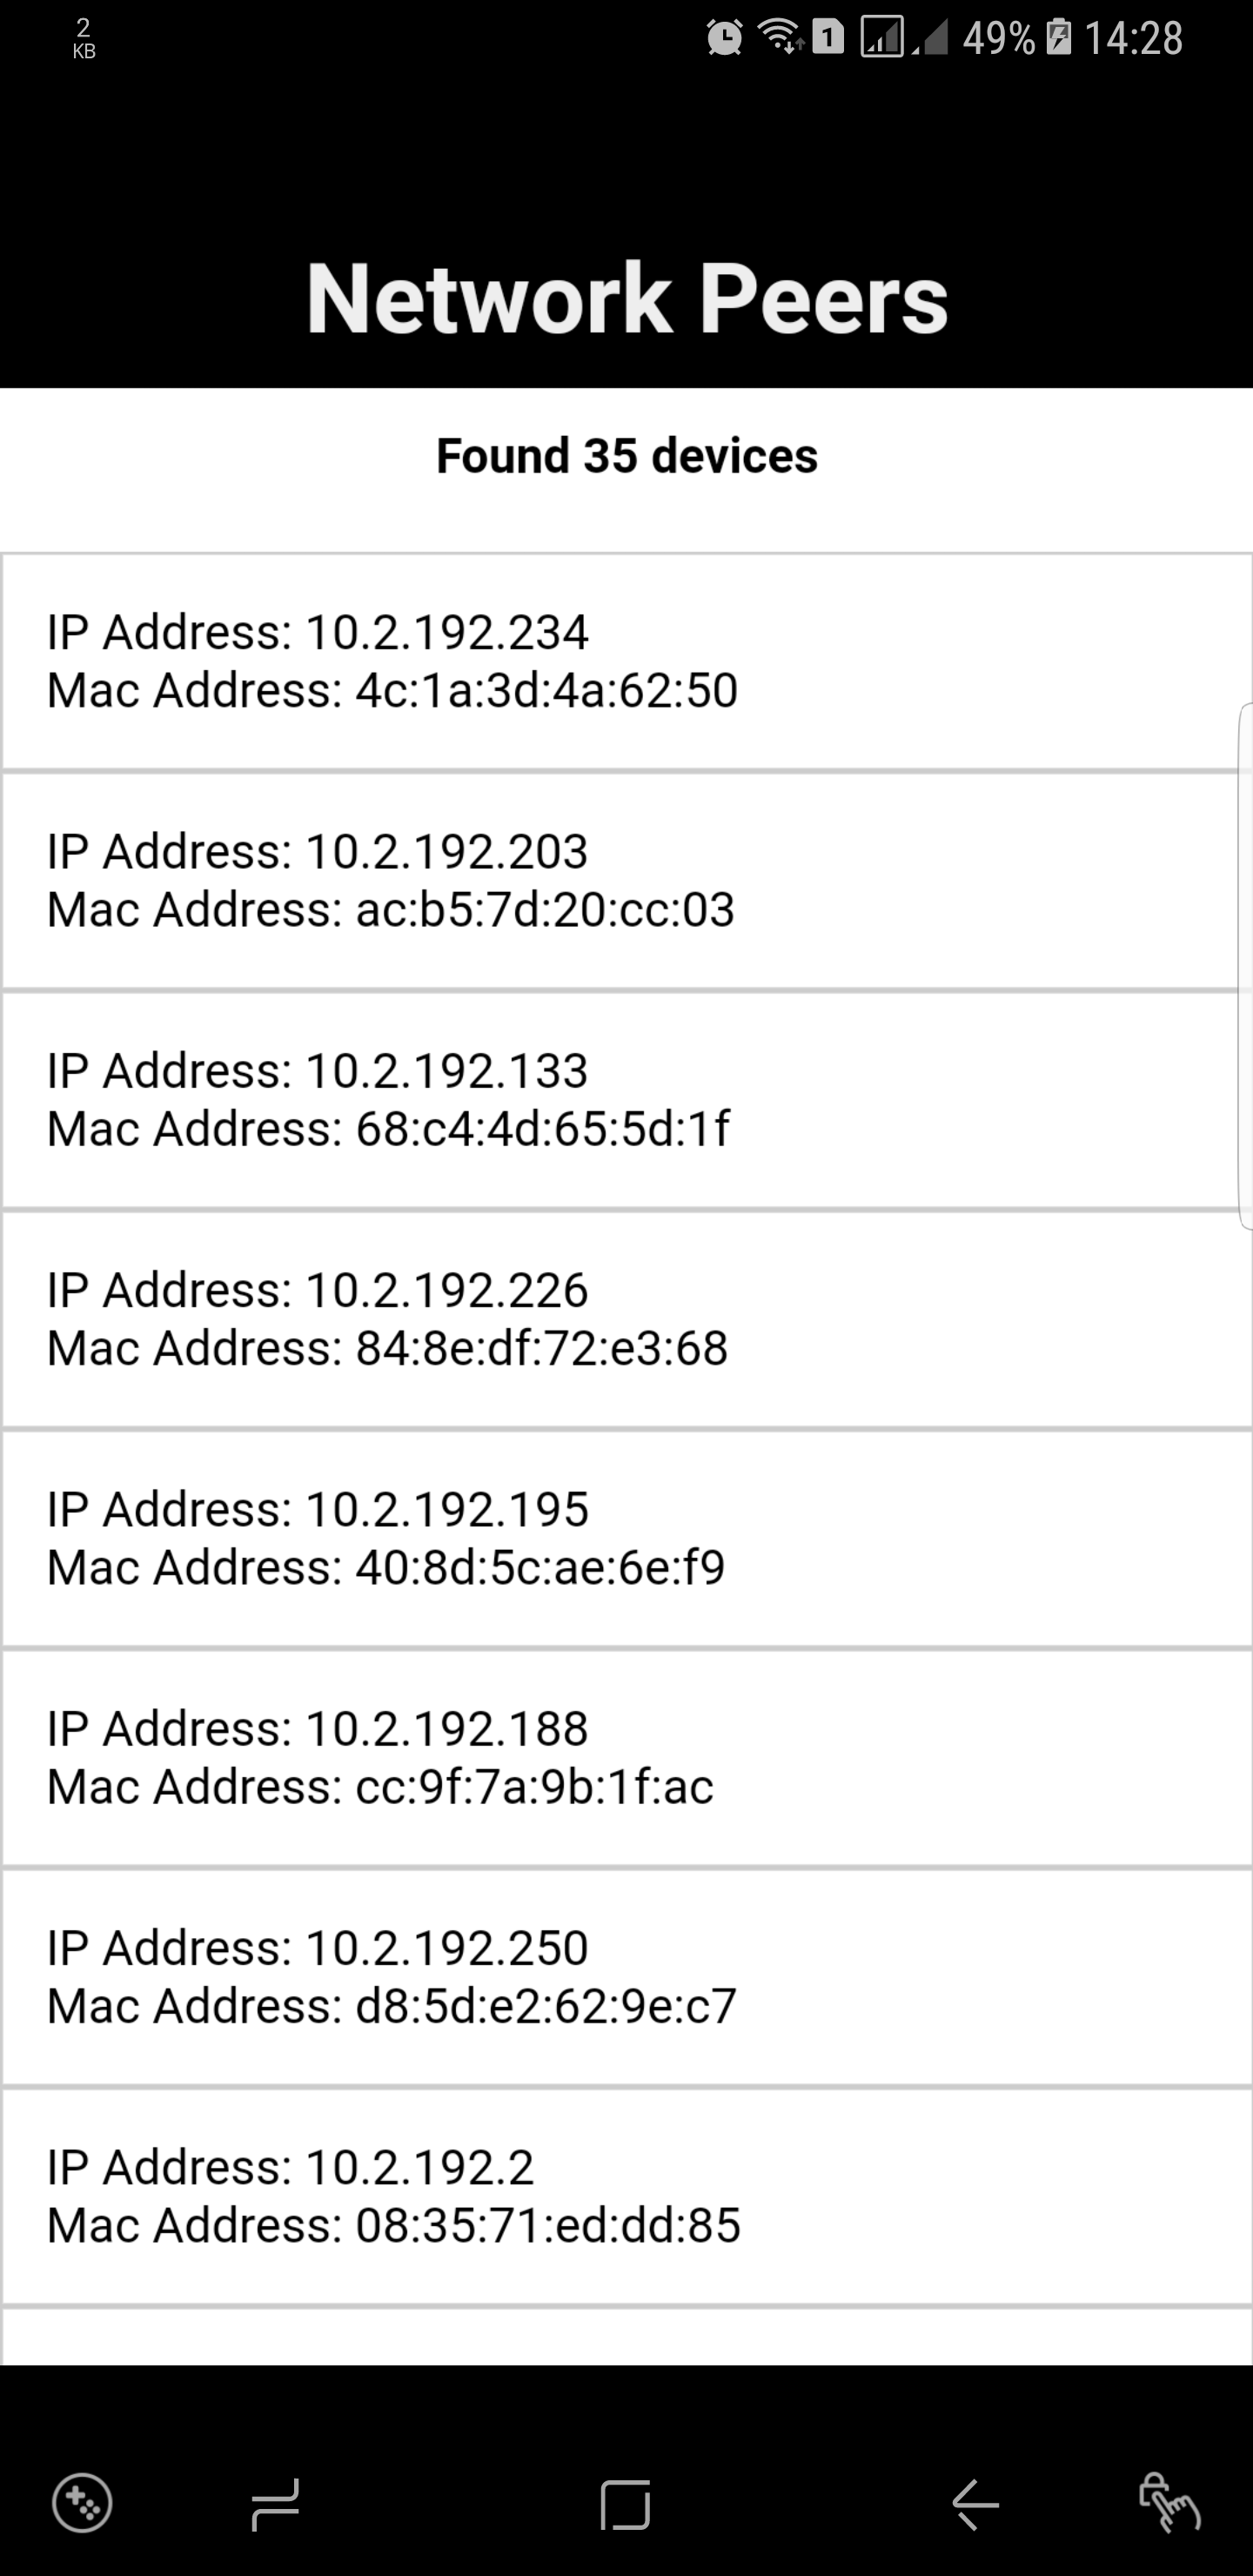 2
KB
1 49% 14:28
Network Peers
Found 35 devices
IP Address: 10.2.192.234
Mac Address: 4c:1a:3d:4a:62:50
IP Address: 10.2.192.203
Mac Address: ac:b5:7d:20:cc:03
IP Address: 10.2.192.133
Mac Address: 68:c4:4d:65:5d:1f
IP Address: 10.2.192.226
Mac Address: 84:8e:df:72:e3:68
IP Address: 10.2.192.195
Mac Address: 40:8d:5c:ae:6e:f9
IP Address: 10.2.192.188
Mac Address: cc:9f:7a:9b:1f:ac
IP Address: 10.2.192.250
Mac Address: d8:5d:e2:62:9e:c7
IP Address: 10.2.192.2
Mac Address: 08:35:71:ed:dd:85